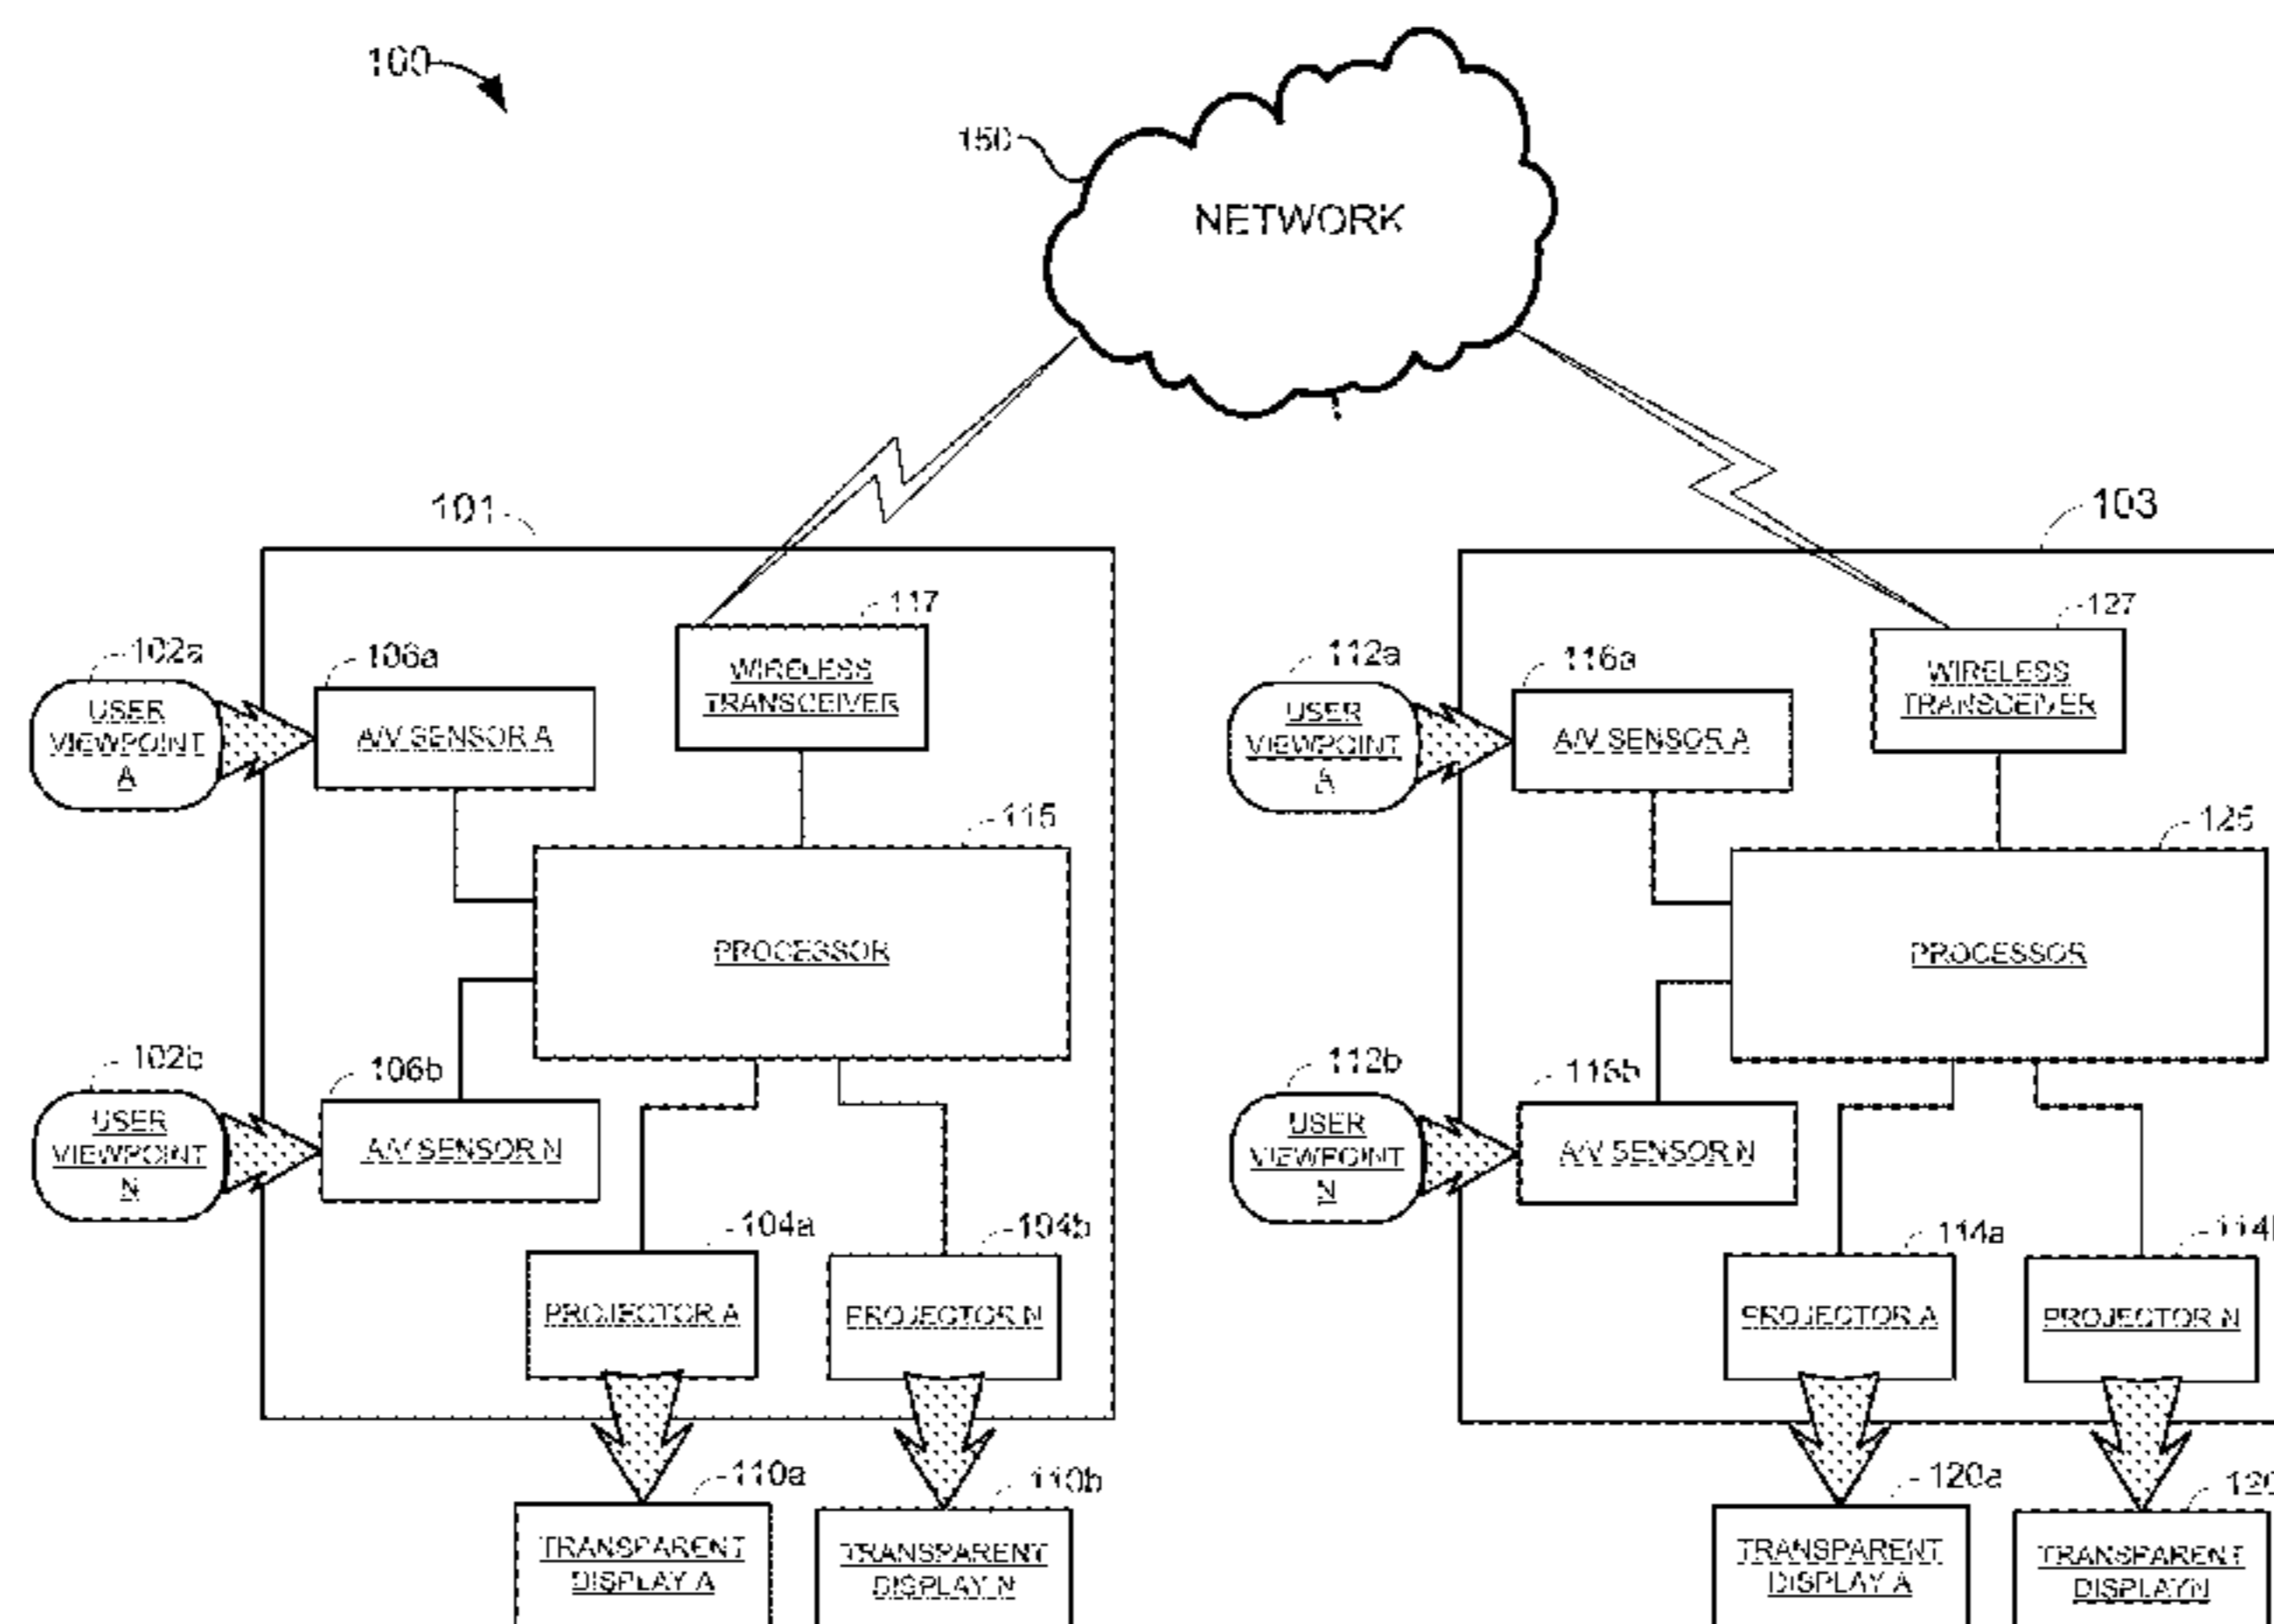 100
150
NETWORK
101
103
117
127
102a
106a
112a
116a
WIRELESS
TRANSCEIVER
WIRELESS
TRANSCEIVER
USER
VIEWPOINT
A
A/V SENSOR A
USER
VIEWPOINT
A
A/V SENSOR A
115
125
PROCESSOR
PROCESSOR
102b
106b
112b
116b
USER
VIEWPOINT
N
A/V SENSOR N
USER
VIEWPOINT
N
A/V SENSOR N
104a
104b
114a
PROJECTOR A
PROJECTOR N
PROJECTOR A
PROJECTOR N
110a
110b
120a
TRANSPARENT
DISPLAY A
TRANSPARENT
DISPLAY N
TRANSPARENT
DISPLAY A
TRANSPARENT
DISPLAYN